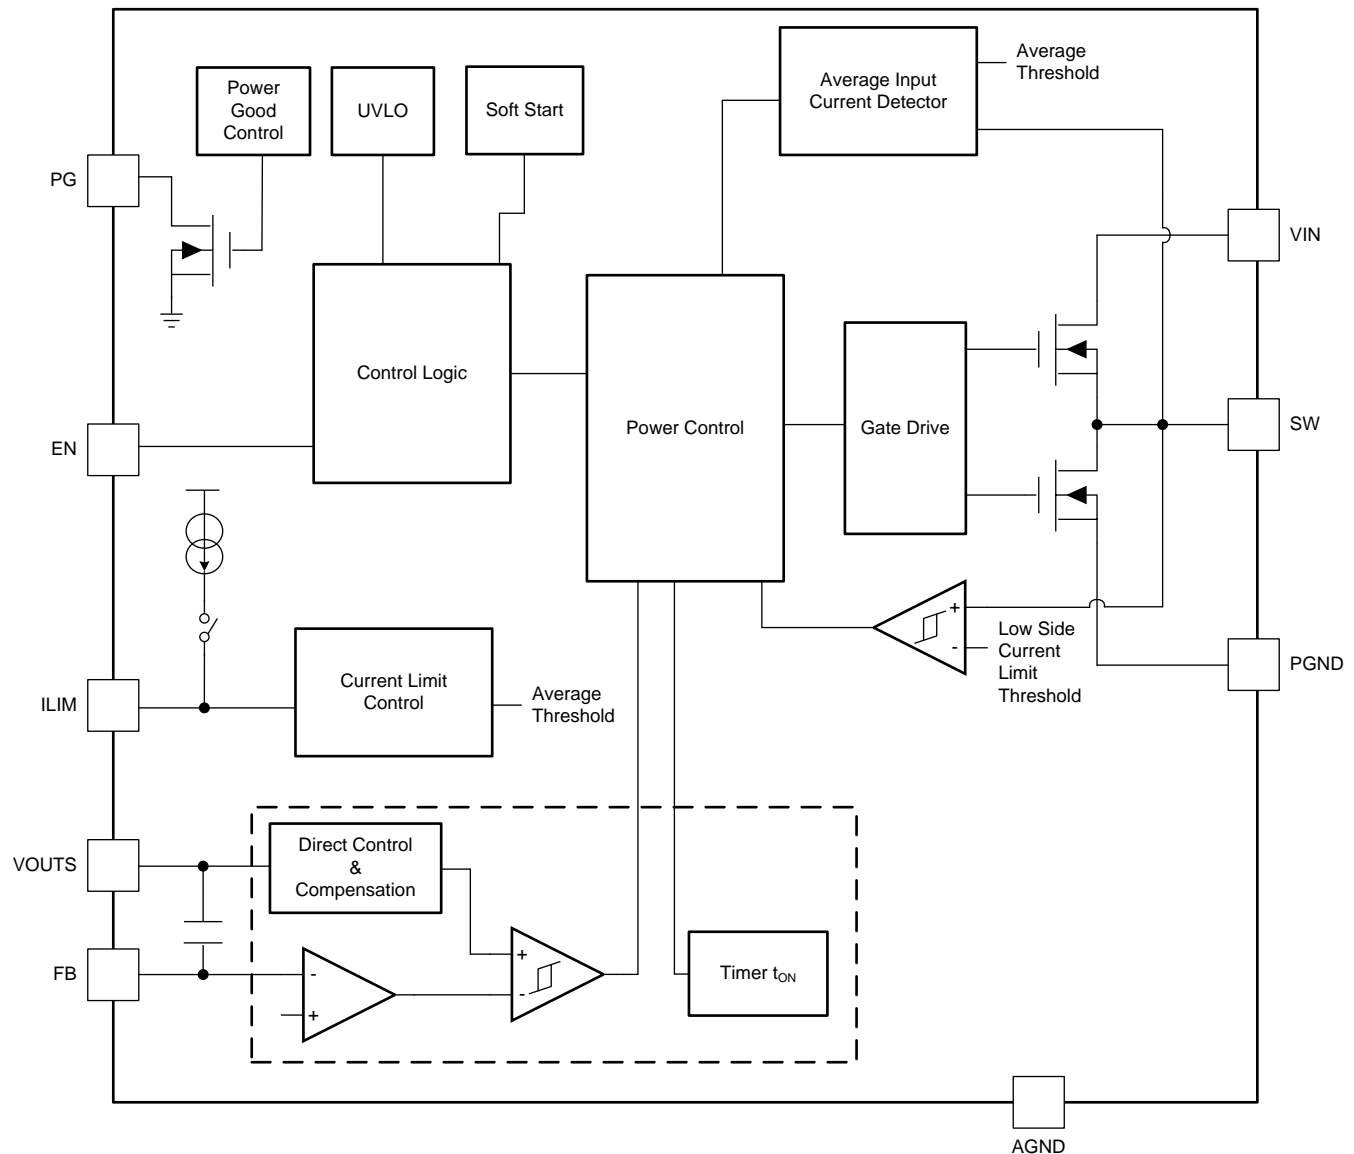 Average
Threshold
Average Input
Current Detector
Power
Good
Control
UVLO
Soft Start
PG
VIN
Control Logic
Power Control
Gate Drive
SW
EN
+
-
Low Side
Current
Limit
Threshold
PGND
ILIM
Current Limit
Control
Average
Threshold
VOUTS
Direct Control
&
Compensation
FB
-
+
+
-
Timer tON
AGND